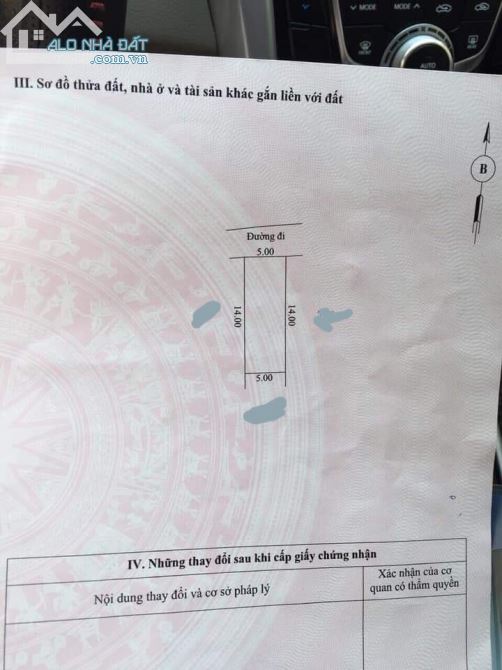 ALO NHÀ ĐẤT
.com.vn
MODE
MODE
AUTO
III. Sơ đồ thửa đất, nhà ở và tài sản khác gắn liền với đất
B
Đường đi
5.00
14.00
14.00
5.00
IV. Những thay đổi sau khi cấp giấy chứng nhận
Nội dung thay đổi và cơ sở pháp lý
Xác nhận của cơ
quan có thẩm quyền